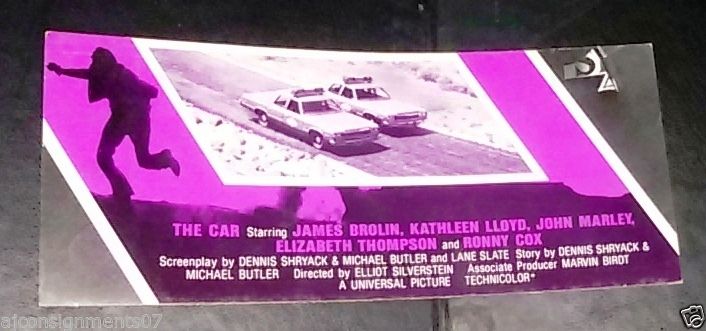 THE CAR Starring JAMES BROLIN, KATHLEEN LLOYD, JOHN MARLEY,
ELIZABETH THOMPSON and RONNY COX
Screenplay by DENNIS SHRYACK & MICHAEL BUTLER and LANE SLATE Story by DENNIS SHRYACK &
MICHAEL BUTLER Directed by ELLIOT SILVERSTEIN Associate Producer MARVIN BIRDT
A UNIVERSAL PICTURE TECHNICOLOR®
ajconsignments07